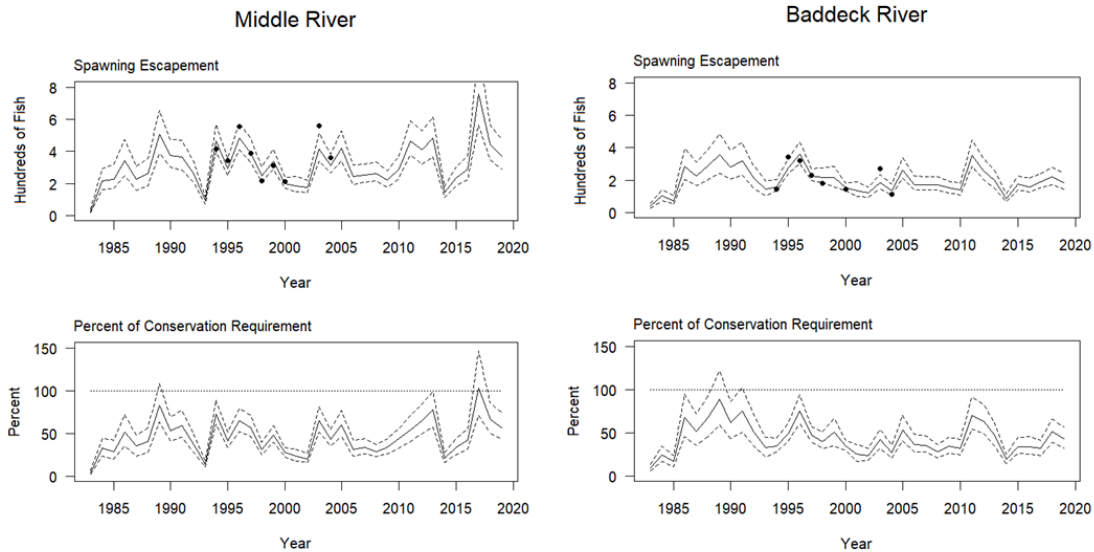 Middle River
Baddeck River
Spawning Escapement
Hundreds of Fish
8
6
4
2
0
1985 1990 1995 2000 2005 2010 2015 2020
Year
Spawning Escapement
Hundreds of Fish
8
6
4
2
0
1985 1990 1995 2000 2005 2010 2015 2020
Year
Percent of Conservation Requirement
Percent
150
100
50
0
1985 1990 1995 2000 2005 2010 2015 2020
Year
Percent of Conservation Requirement
Percent
150
100
50
0
1985 1990 1995 2000 2005 2010 2015 2020
Year